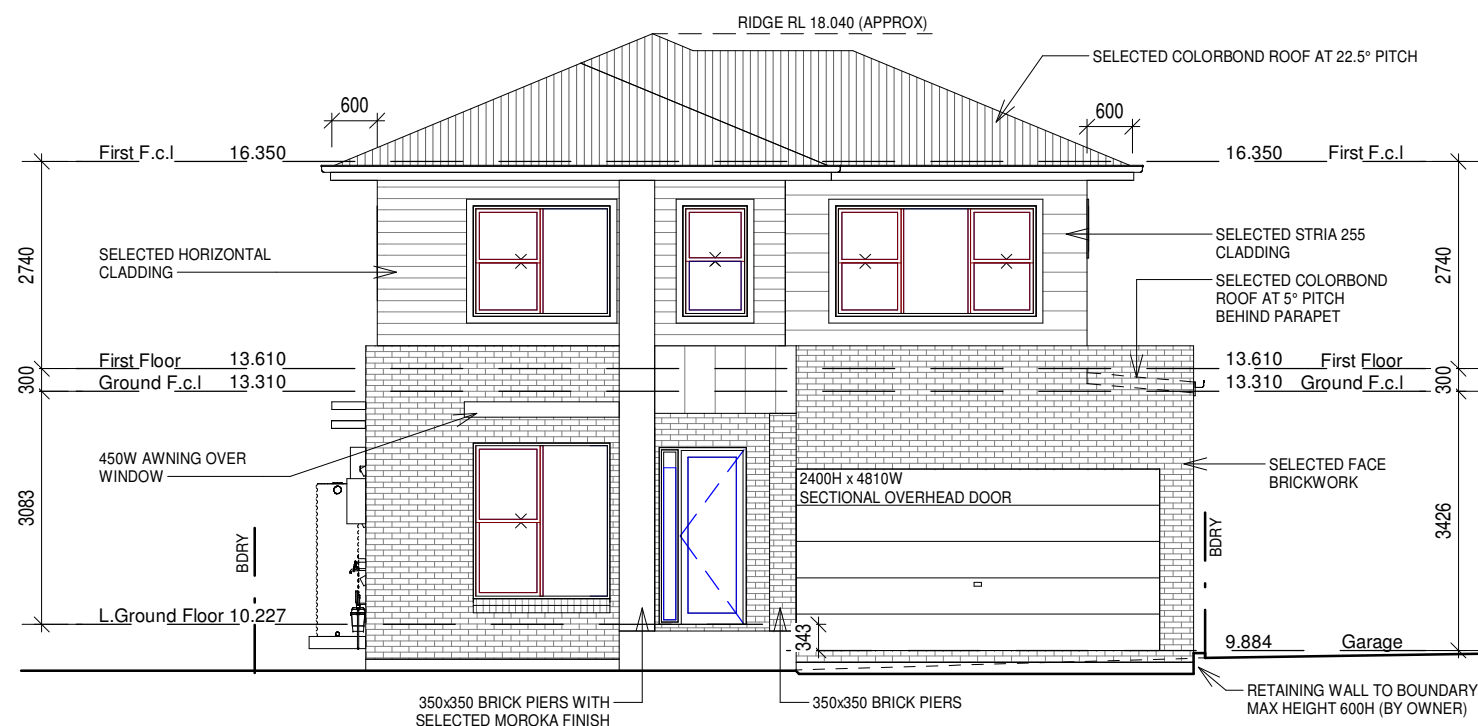 RIDGE RL 18.040 (APPROX)
SELECTED COLORBOND ROOF AT 22.5° PITCH
600
600
First F.c.l 16.350
16.350 First F.c.l
2740
SELECTED HORIZONTAL
CLADDING
SELECTED STRIA 255
CLADDING
2740
SELECTED COLORBOND
ROOF AT 5° PITCH
BEHIND PARAPET
First Floor 13.610
13.610 First Floor
300
Ground F.c.l 13.310
13.310 Ground F.c.l
300
450W AWNING OVER
WINDOW
SELECTED FACE
BRICKWORK
2400H x 4810W
SECTIONAL OVERHEAD DOOR
3083
3426
BDRY
BDRY
L.Ground Floor 10.227
343
9.884 Garage
350x350 BRICK PIERS WITH
SELECTED MOROKA FINISH
350x350 BRICK PIERS
RETAINING WALL TO BOUNDARY
MAX HEIGHT 600H (BY OWNER)